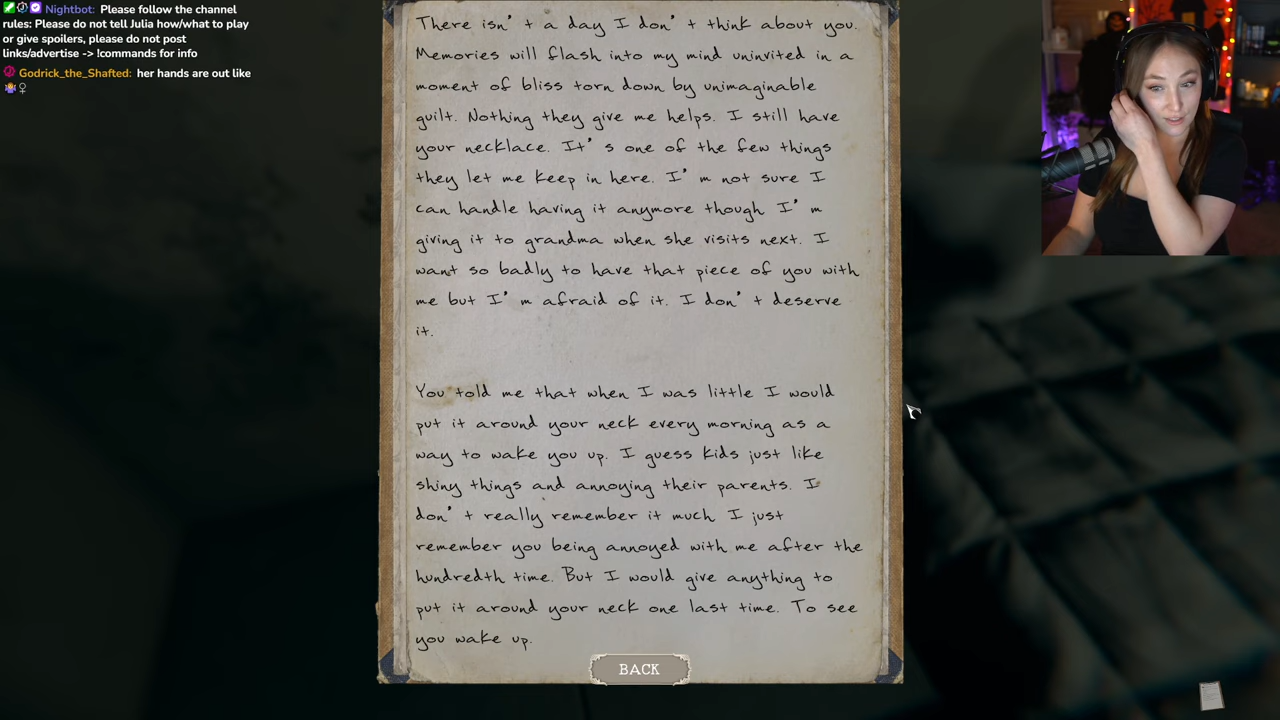 Nightbot: Please follow the channel
rules: Please do not tell Julia how/what to play
or give spoilers, please do not post
links/advertise -> !commands for info
Godrick_the_Shafted: her hands are out like
🤷♀
There isn't a day I don't think about you.
Memories will flash into my mind uninvited in a
moment of bliss torn down by unimaginable
guilt. Nothing they give me helps. I still have
your necklace. It's one of the few things
they let me keep in here. I'm not sure I
can handle having it anymore though I'm
giving it to grandma when she visits next. I
want so badly to have that piece of you with
me but I'm afraid of it. I don't deserve
it.
You told me that when I was little I would
put it around your neck every morning as a
way to wake you up. I guess kids just like
shiny things and annoying their parents. I
don't really remember it much I just
remember you being annoyed with me after the
hundredth time. But I would give anything to
put it around your neck one last time. To see
you wake up.
BACK